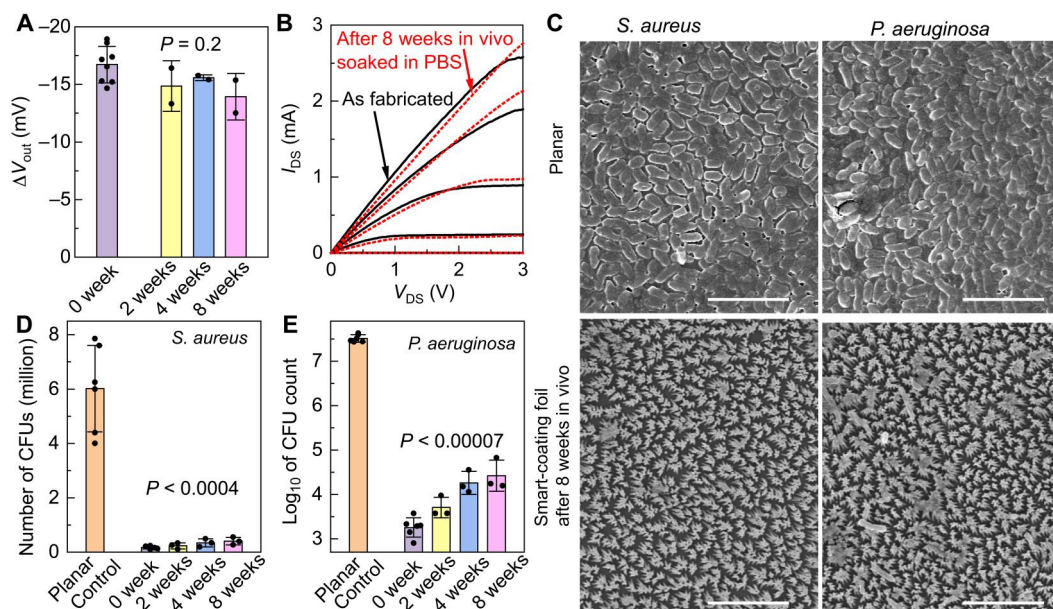 A
–20
–15
–10
–5
0
ΔVout (mV)
P = 0.2
0 week
2 weeks
4 weeks
8 weeks
B
3
2
1
0
IDS (mA)
After 8 weeks in vivo
soaked in PBS
As fabricated
0 1 2 3
VDS (V)
C
S. aureus
P. aeruginosa
Planar
Smart-coating foil
after 8 weeks in vivo
D
8
6
4
2
0
Number of CFUs (million)
S. aureus
P < 0.0004
Planar
Control
0 week
2 weeks
4 weeks
8 weeks
E
7
6
5
4
3
Log10 of CFU count
P. aeruginosa
P < 0.00007
Planar
Control
0 week
2 weeks
4 weeks
8 weeks